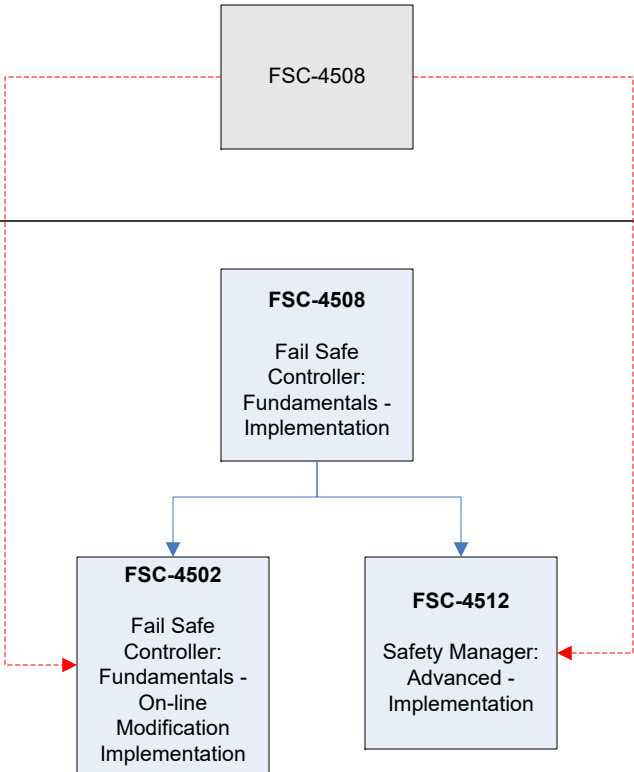 FSC-4508
FSC-4508
Fail Safe
Controller:
Fundamentals -
Implementation
FSC-4502
Fail Safe
Controller:
Fundamentals -
On-line
Modification
Implementation
FSC-4512
Safety Manager:
Advanced -
Implementation